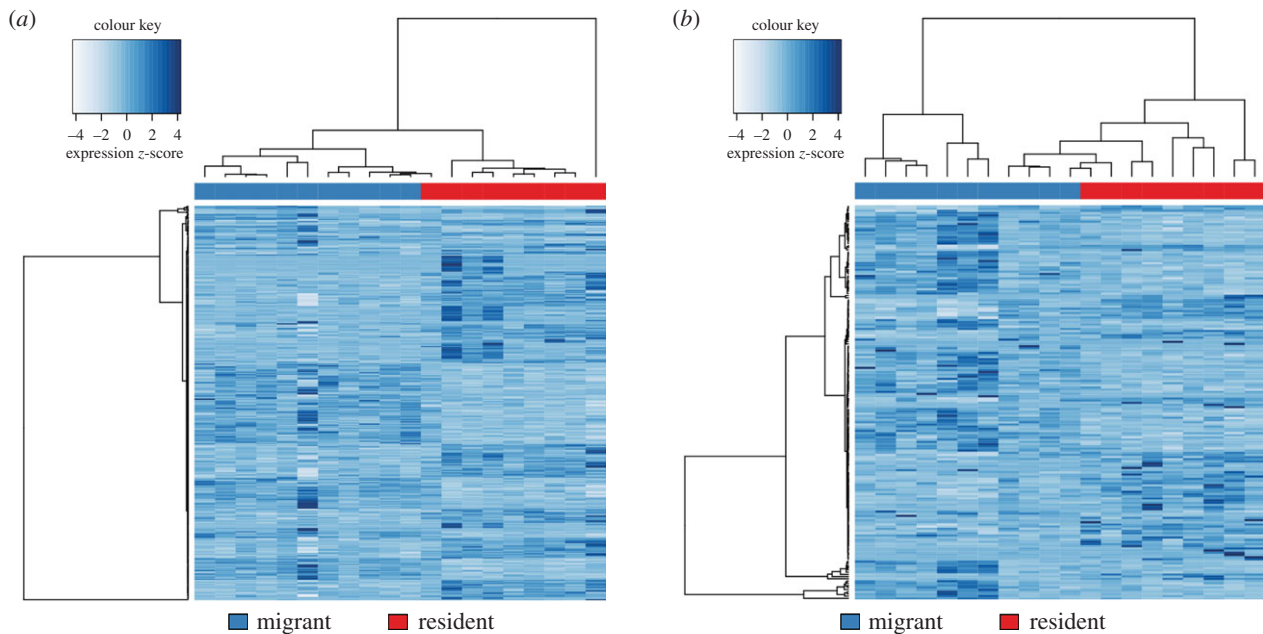 (a)
colour key
–4 –2 0 2 4
expression z-score
migrant resident
(b)
colour key
–4 –2 0 2 4
expression z-score
migrant resident